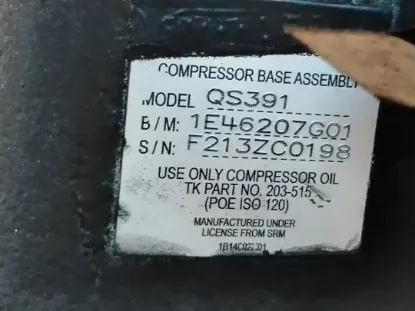 COMPRESSOR BASE ASSEMBLY
MODEL QS391
B/M: 1E46207G01
S/N: F213ZC0198
USE ONLY COMPRESSOR OIL
TK PART NO. 203-515
(POE ISO 120)
MANUFACTURED UNDER
LICENSE FROM SRM